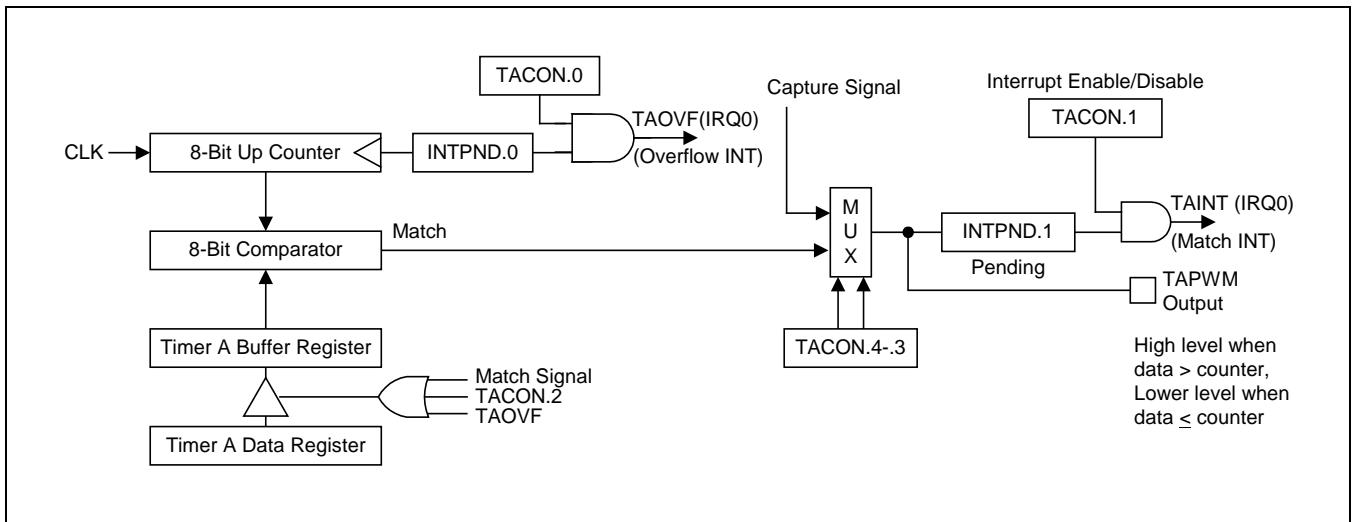 TACON.0
Capture Signal
Interrupt Enable/Disable
TACON.1
TAOVF(IRQ0)
(Overflow INT)
CLK
8-Bit Up Counter
INTPND.0
M
U
X
TAINT (IRQ0)
(Match INT)
8-Bit Comparator
Match
INTPND.1
Pending
TAPWM
Output
Timer A Buffer Register
TACON.4-.3
High level when
data > counter,
Lower level when
data ≤ counter
Match Signal
TACON.2
TAOVF
Timer A Data Register